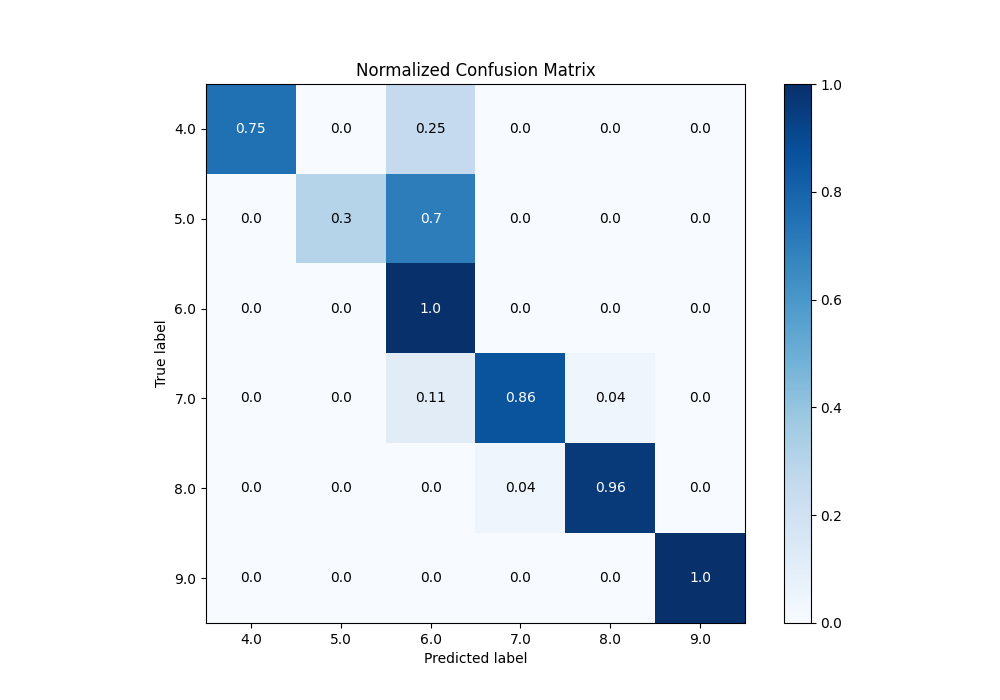 Normalized Confusion Matrix
True label
4.0 0.75 0.0 0.25 0.0 0.0 0.0
5.0 0.0 0.3 0.7 0.0 0.0 0.0
6.0 0.0 0.0 1.0 0.0 0.0 0.0
7.0 0.0 0.0 0.11 0.86 0.04 0.0
8.0 0.0 0.0 0.0 0.04 0.96 0.0
9.0 0.0 0.0 0.0 0.0 0.0 1.0
4.0 5.0 6.0 7.0 8.0 9.0
Predicted label
1.0
0.8
0.6
0.4
0.2
0.0